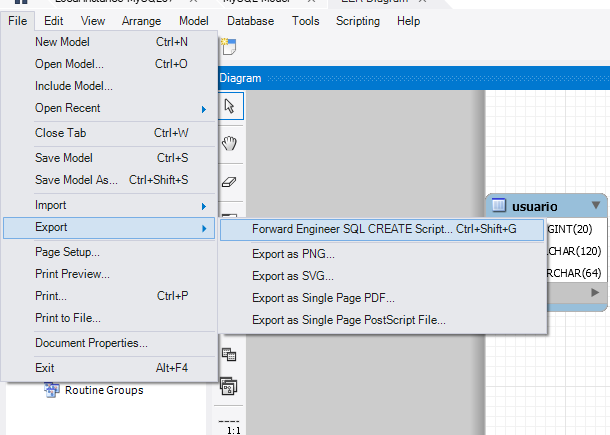 File Edit View Arrange Model Database Tools Scripting Help
New Model Ctrl+N
Open Model... Ctrl+O
Include Model...
Open Recent
Close Tab Ctrl+W
Save Model Ctrl+S
Save Model As... Ctrl+Shift+S
Import
Export
Page Setup...
Print Preview...
Print... Ctrl+P
Print to File...
Document Properties...
Exit Alt+F4
Forward Engineer SQL CREATE Script... Ctrl+Shift+G
Export as PNG...
Export as SVG...
Export as Single Page PDF...
Export as Single Page PostScript File...
Diagram
usuario
GINT(20)
CHAR(120)
RCHAR(64)
Routine Groups
1:1